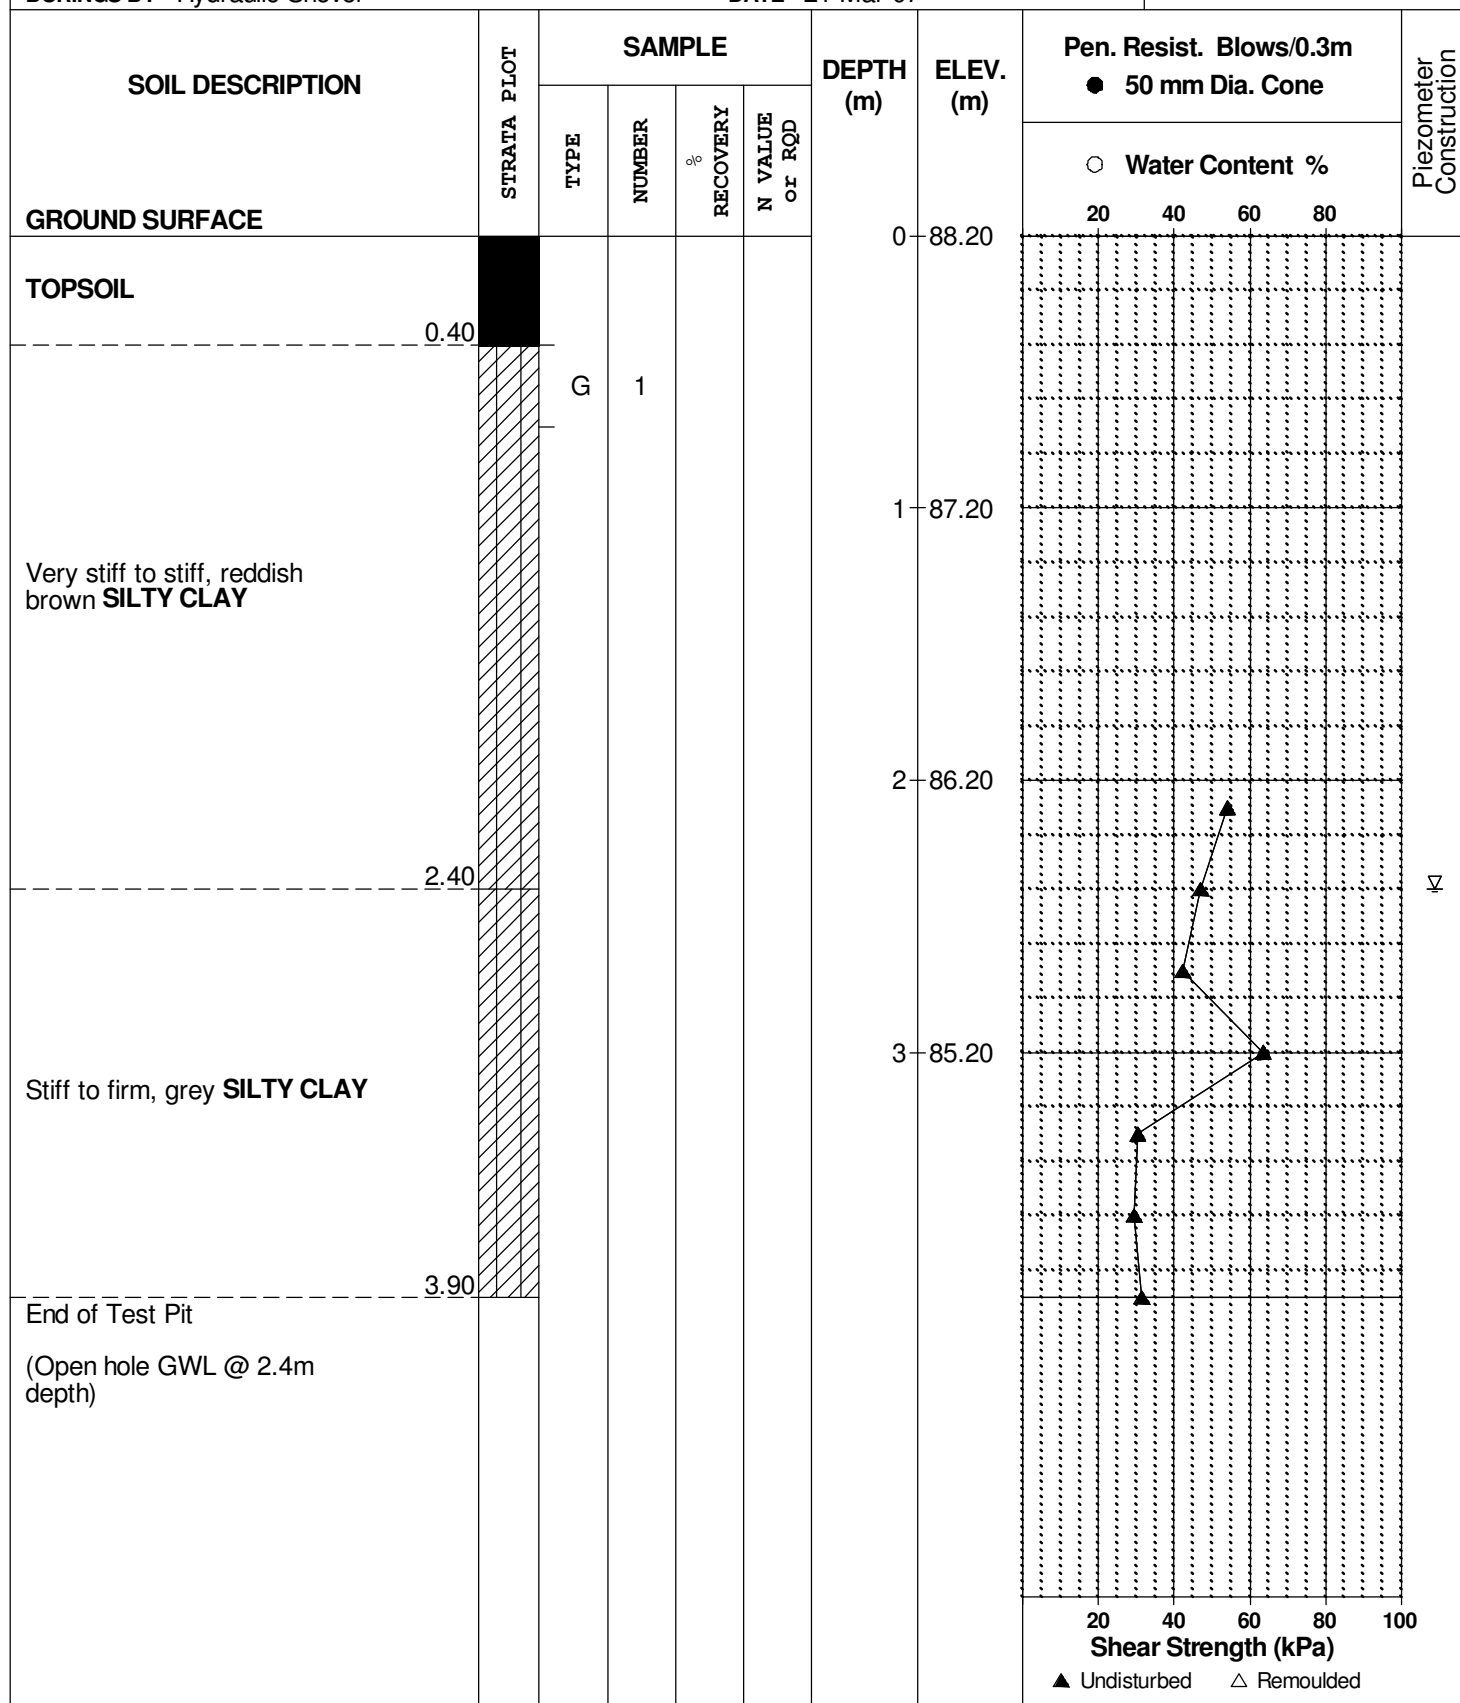 SOIL DESCRIPTION
GROUND SURFACE
STRATA PLOT
SAMPLE
TYPE
NUMBER
% RECOVERY
N VALUE or RQD
DEPTH (m)
ELEV. (m)
Pen. Resist. Blows/0.3m
● 50 mm Dia. Cone
○ Water Content %
20 40 60 80
Piezometer Construction
0 88.20
TOPSOIL
0.40
G 1
1 87.20
Very stiff to stiff, reddish
brown SILTY CLAY
2 86.20
2.40
3 85.20
Stiff to firm, grey SILTY CLAY
3.90
End of Test Pit
(Open hole GWL @ 2.4m
depth)
20 40 60 80 100
Shear Strength (kPa)
▲ Undisturbed △ Remoulded